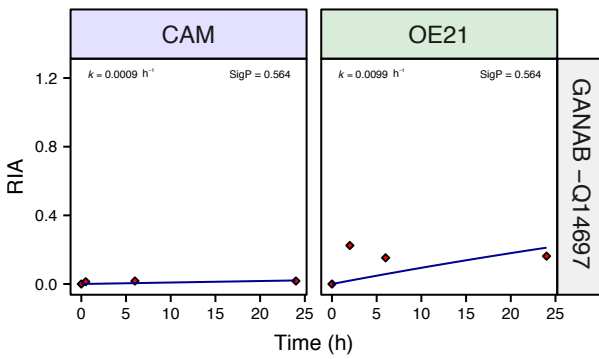 CAM
OE21
k = 0.0009 h⁻¹
SigP = 0.564
k = 0.0099 h⁻¹
SigP = 0.564
GANAB −Q14697
RIA
1.2
0.8
0.4
0.0
0 5 10 15 20 25
0 5 10 15 20 25
Time (h)